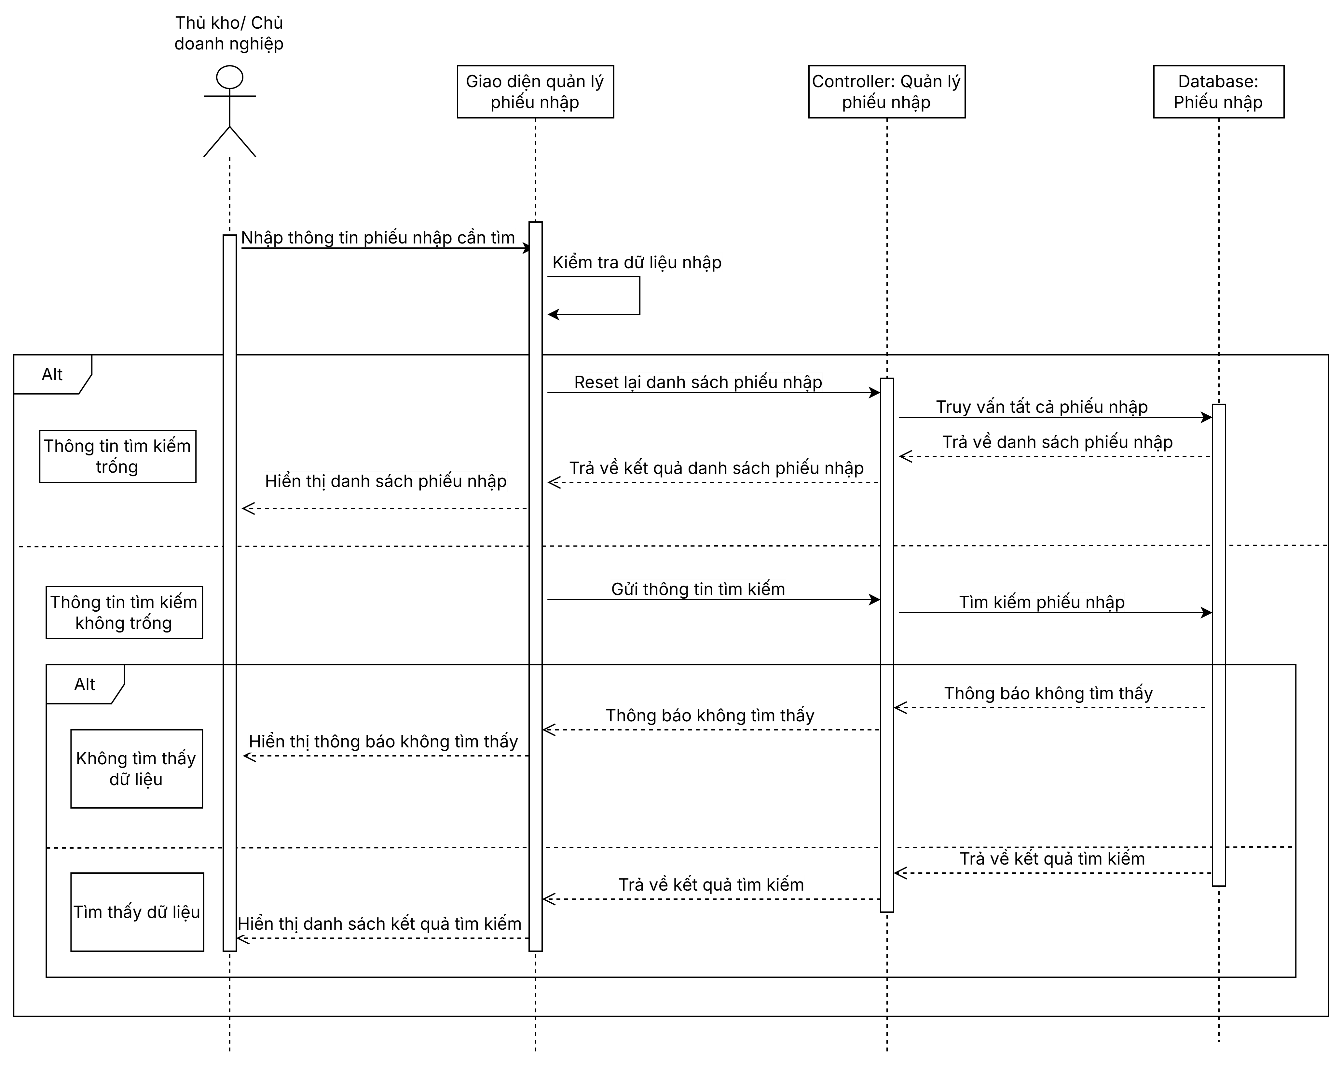 Thủ kho/ Chủ
doanh nghiệp
Giao diện quản lý
phiếu nhập
Controller: Quản lý
phiếu nhập
Database:
Phiếu nhập
Nhập thông tin phiếu nhập cần tìm
Kiểm tra dữ liệu nhập
Alt
Reset lại danh sách phiếu nhập
Truy vấn tất cả phiếu nhập
Thông tin tìm kiếm
trống
Trả về danh sách phiếu nhập
Trả về kết quả danh sách phiếu nhập
Hiển thị danh sách phiếu nhập
Thông tin tìm kiếm
không trống
Gửi thông tin tìm kiếm
Tìm kiếm phiếu nhập
Alt
Thông báo không tìm thấy
Thông báo không tìm thấy
Hiển thị thông báo không tìm thấy
Không tìm thấy
dữ liệu
Trả về kết quả tìm kiếm
Trả về kết quả tìm kiếm
Tìm thấy dữ liệu
Hiển thị danh sách kết quả tìm kiếm